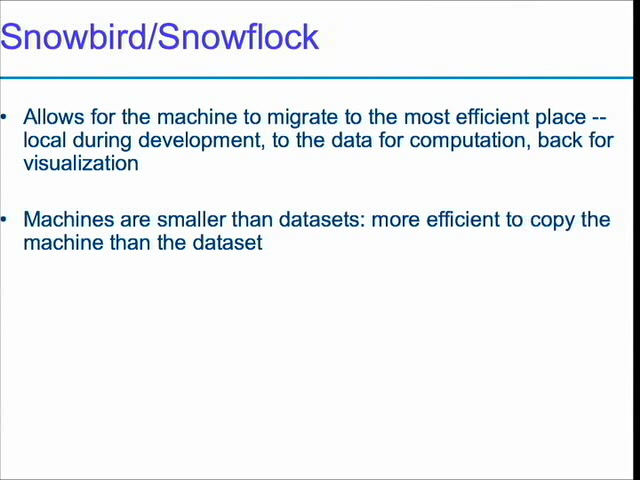 Snowbird/Snowflock
• Allows for the machine to migrate to the most efficient place --
local during development, to the data for computation, back for
visualization
• Machines are smaller than datasets: more efficient to copy the
machine than the dataset